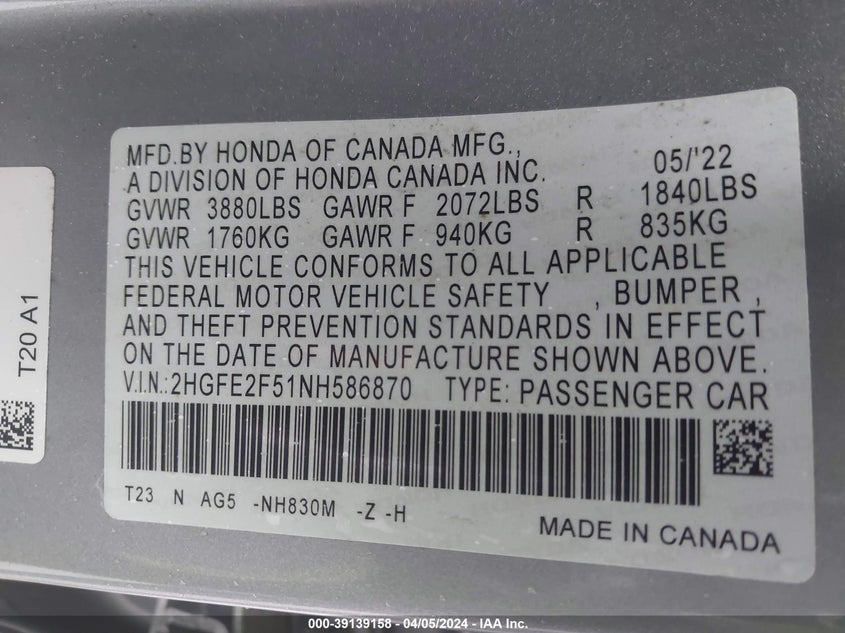 MFD.BY HONDA OF CANADA MFG.,
A DIVISION OF HONDA CANADA INC. 05/'22
GVWR 3880LBS GAWR F 2072LBS R 1840LBS
GVWR 1760KG GAWR F 940KG R 835KG
THIS VEHICLE CONFORMS TO ALL APPLICABLE
FEDERAL MOTOR VEHICLE SAFETY , BUMPER ,
AND THEFT PREVENTION STANDARDS IN EFFECT
ON THE DATE OF MANUFACTURE SHOWN ABOVE.
V.I.N.:2HGFE2F51NH586870 TYPE: PASSENGER CAR
T23 N AG5 -NH830M -Z -H
MADE IN CANADA
T20 A1
000-39139158 - 04/05/2024 - IAA Inc.